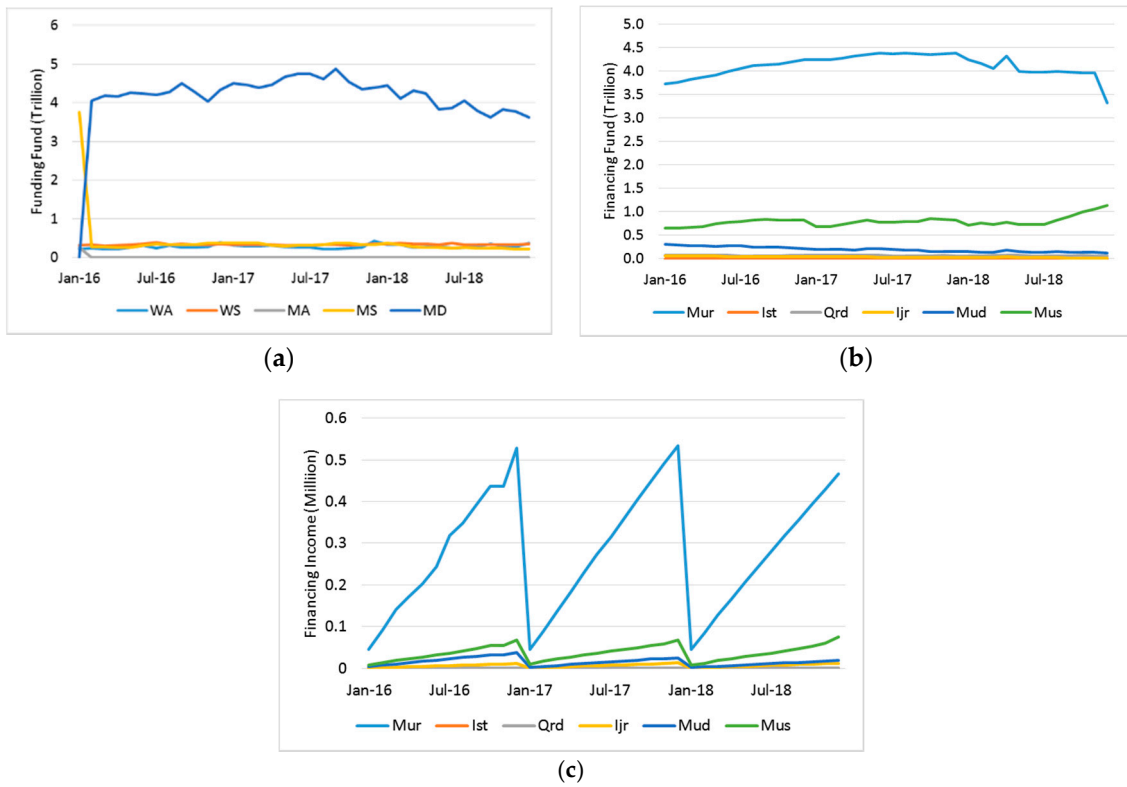 6
5
4
3
2
1
0
Funding Fund (Trillion)
Jan-16 Jul-16 Jan-17 Jul-17 Jan-18 Jul-18
WA WS MA MS MD
(a)
5.0
4.5
4.0
3.5
3.0
2.5
2.0
1.5
1.0
0.5
0.0
Financing Fund (Trillion)
Jan-16 Jul-16 Jan-17 Jul-17 Jan-18 Jul-18
Mur Ist Qrd Ijr Mud Mus
(b)
0.6
0.5
0.4
0.3
0.2
0.1
0
Financing Income (Milliion)
Jan-16 Jul-16 Jan-17 Jul-17 Jan-18 Jul-18
Mur Ist Qrd Ijr Mud Mus
(c)